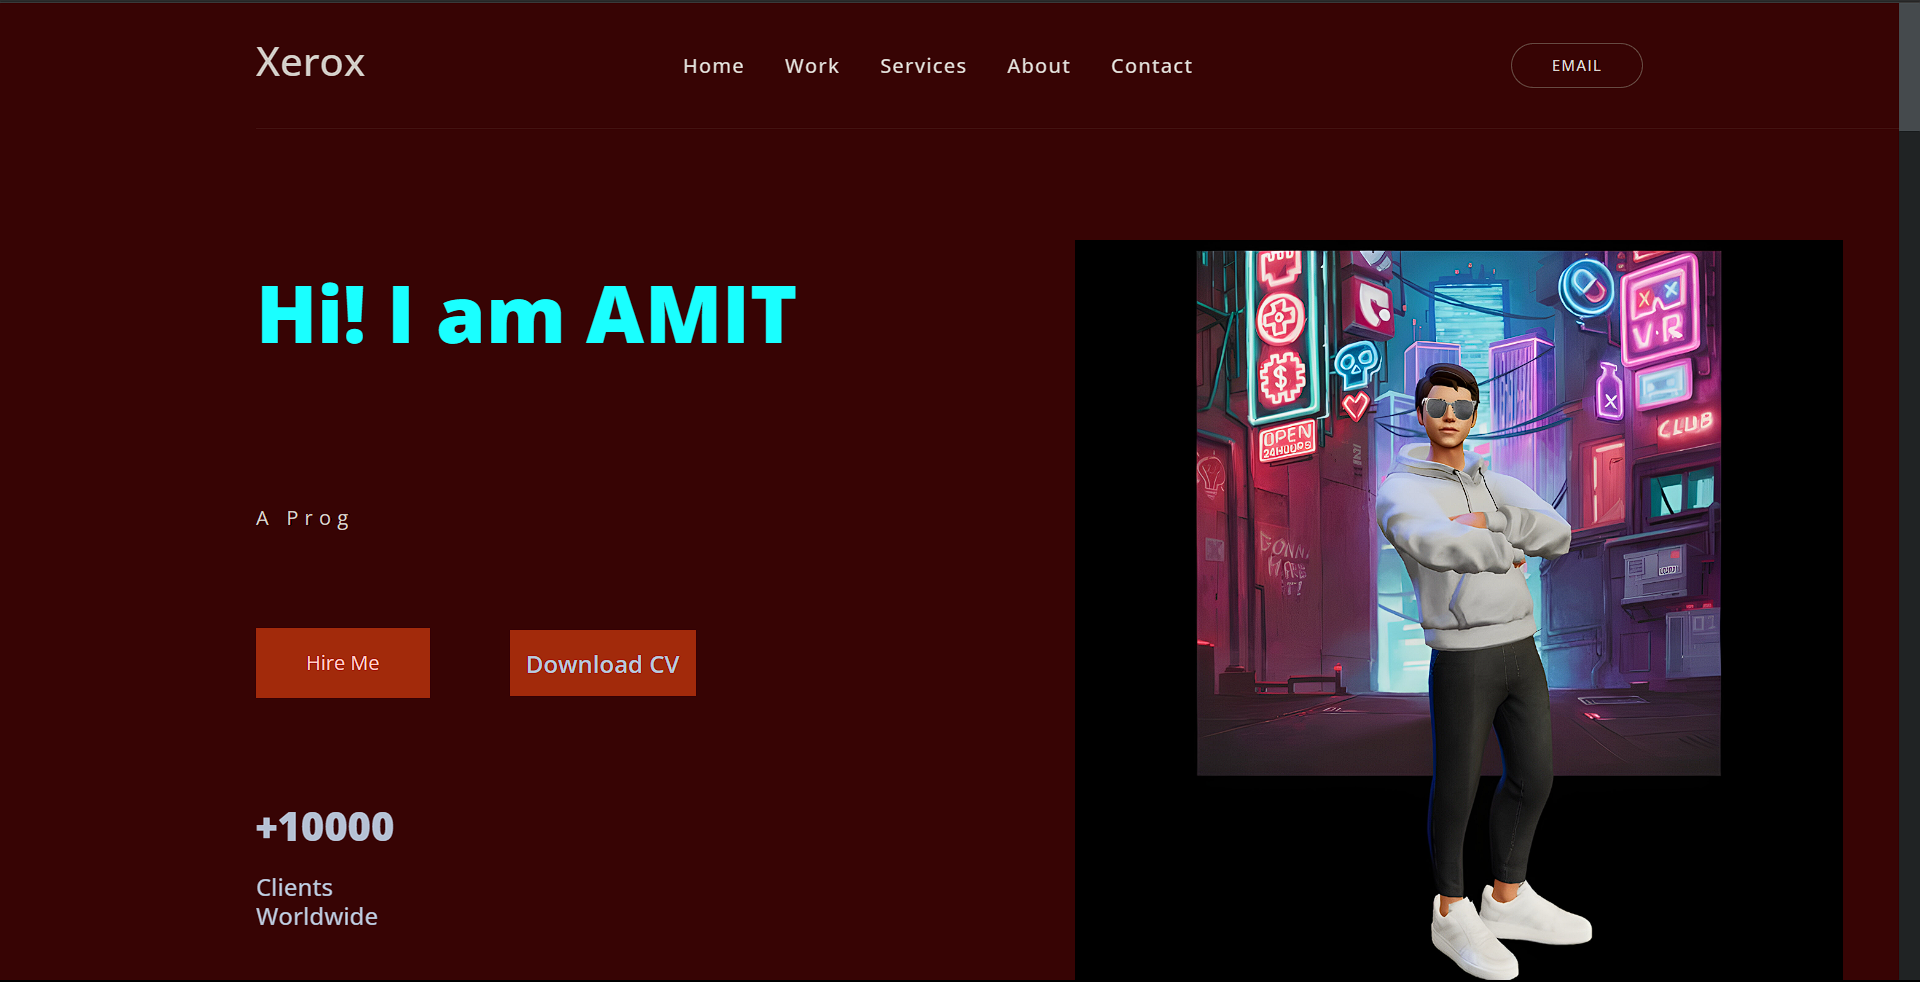 Xerox
Home Work Services About Contact
EMAIL
Hi! I am AMIT
A Prog
Hire Me
Download CV
+10000
Clients
Worldwide
OPEN
24HOURS
VR
CLUB